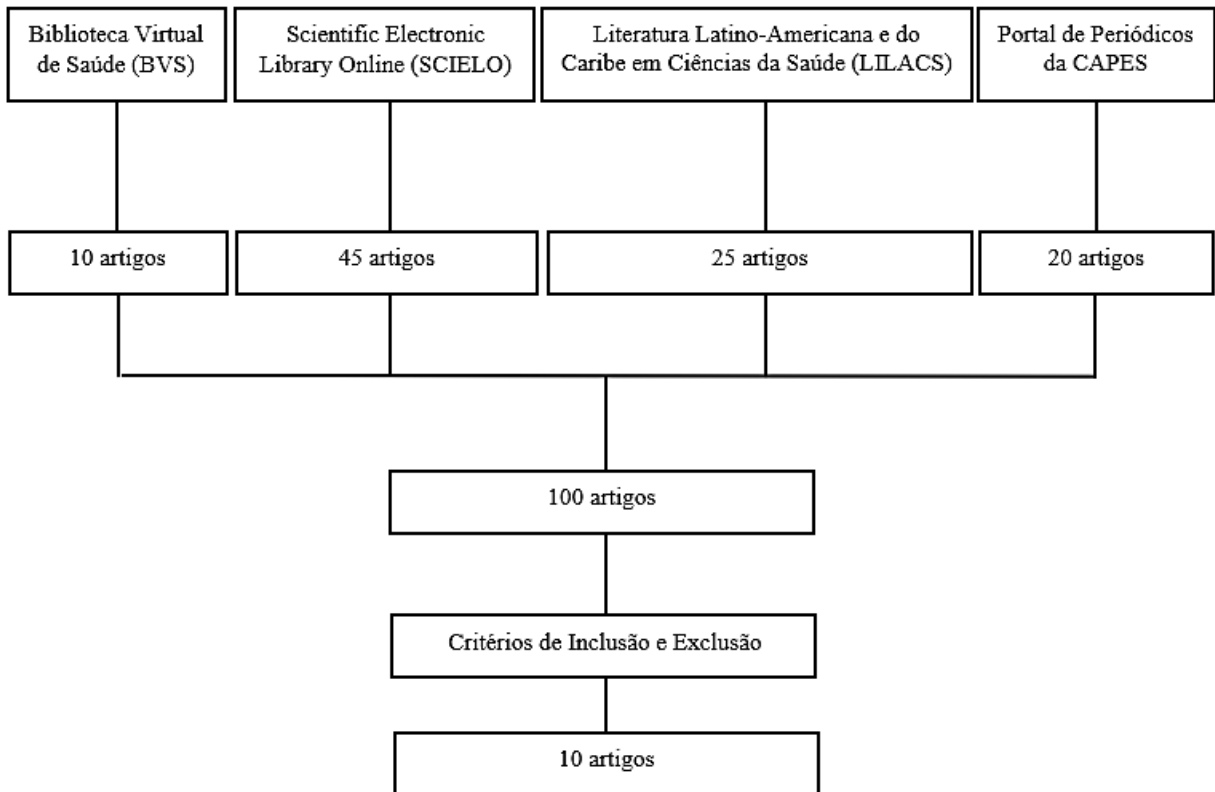 Biblioteca Virtual
de Saúde (BVS)
Scientific Electronic
Library Online (SCIELO)
Literatura Latino-Americana e do
Caribe em Ciências da Saúde (LILACS)
Portal de Periódicos
da CAPES
10 artigos
45 artigos
25 artigos
20 artigos
100 artigos
Critérios de Inclusão e Exclusão
10 artigos